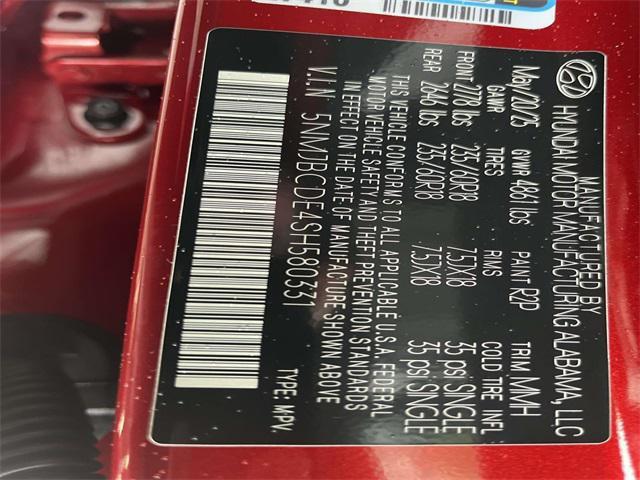 MANUFACTURED BY
HYUNDAI MOTOR MANUFACTURING ALABAMA, LLC
May/20/25 GVWR 4861 lbs PAINT R2P TRIM MMH
GAWR TIRES RIMS COLD TIRE INFL
FRONT 2778 lbs 235/60R18 7.5JX18 35 PSI, SINGLE
REAR 2646 lbs 235/60R18 7.5JX18 35 PSI, SINGLE
THIS VEHICLE CONFORMS TO ALL APPLICABLE U.S.A. FEDERAL
MOTOR VEHICLE SAFETY AND THEFT PREVENTION STANDARDS
IN EFFECT ON THE DATE OF MANUFACTURE SHOWN ABOVE
V.I.N 5NMJBCDE4SH580331 TYPE: MPV.